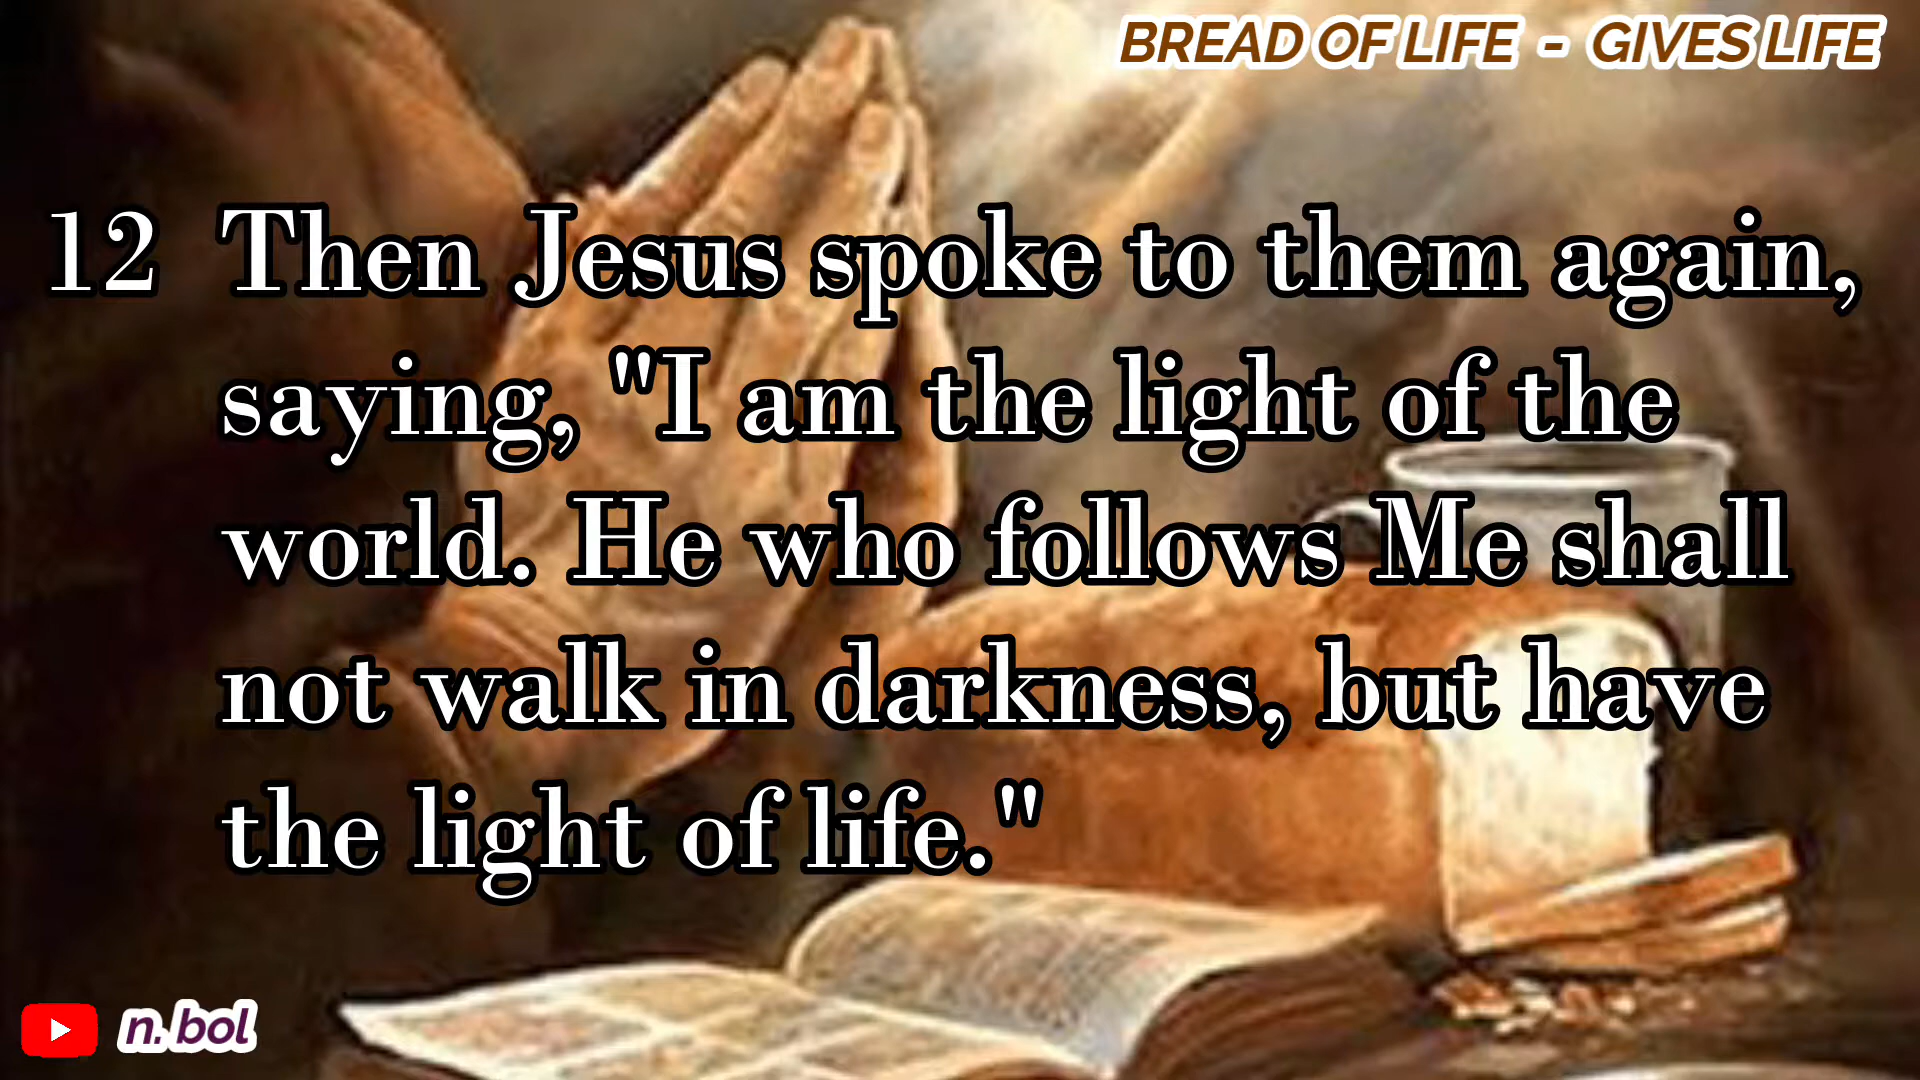 BREAD OF LIFE - GIVES LIFE
12 Then Jesus spoke to them again,
saying, "I am the light of the
world. He who follows Me shall
not walk in darkness, but have
the light of life."
n. bol